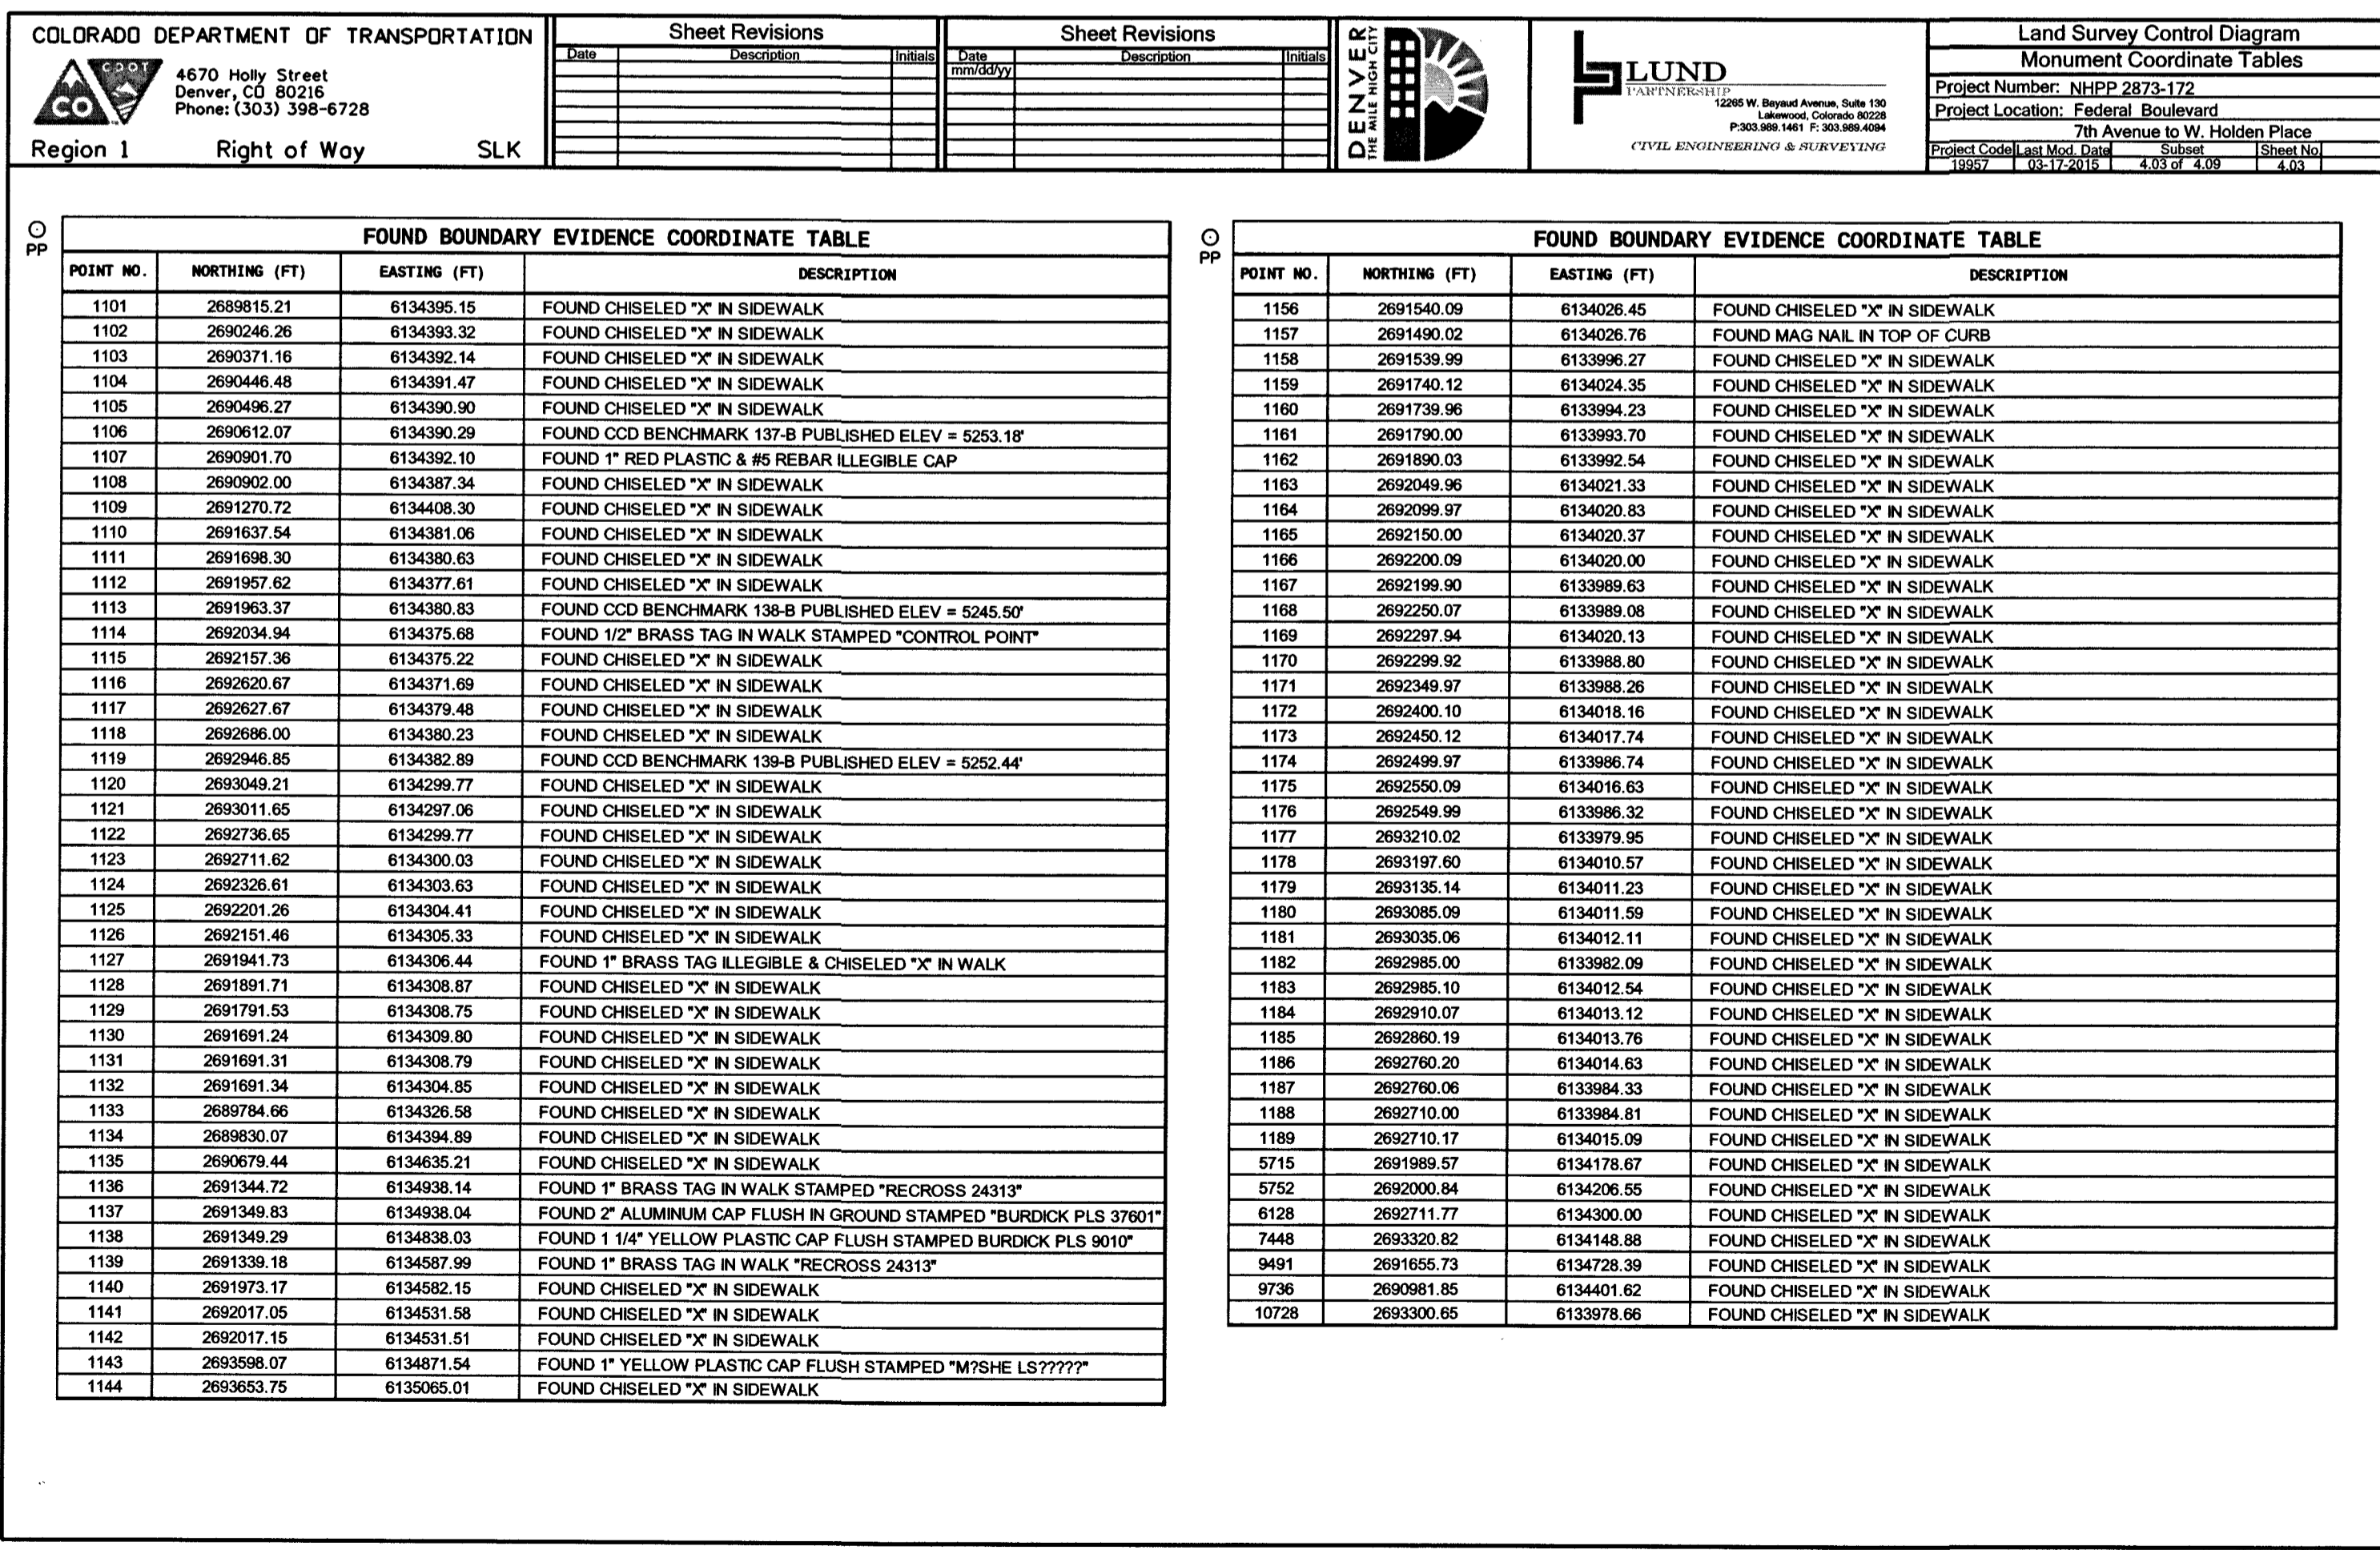 COLORADO DEPARTMENT OF TRANSPORTATION
CDOT
CO
4670 Holly Street
Denver, CO 80216
Phone: (303) 398-6728
Region 1 Right of Way SLK
Sheet Revisions
Date Description Initials
Sheet Revisions
Date Description Initials
mm/dd/yy
DENVER
THE MILE HIGH CITY
LUND
PARTNERSHIP
12265 W. Bayaud Avenue, Suite 130
Lakewood, Colorado 80228
P:303.989.1461 F: 303.989.4094
CIVIL ENGINEERING & SURVEYING
Land Survey Control Diagram
Monument Coordinate Tables
Project Number: NHPP 2873-172
Project Location: Federal Boulevard
7th Avenue to W. Holden Place
Project Code Last Mod. Date Subset Sheet No
19957 03-17-2015 4.03 of 4.09 4.03
PP
FOUND BOUNDARY EVIDENCE COORDINATE TABLE
POINT NO. NORTHING (FT) EASTING (FT) DESCRIPTION
1101 2689815.21 6134395.15 FOUND CHISELED "X" IN SIDEWALK
1102 2690246.26 6134393.32 FOUND CHISELED "X" IN SIDEWALK
1103 2690371.16 6134392.14 FOUND CHISELED "X" IN SIDEWALK
1104 2690446.48 6134391.47 FOUND CHISELED "X" IN SIDEWALK
1105 2690496.27 6134390.90 FOUND CHISELED "X" IN SIDEWALK
1106 2690612.07 6134390.29 FOUND CCD BENCHMARK 137-B PUBLISHED ELEV = 5253.18'
1107 2690901.70 6134392.10 FOUND 1" RED PLASTIC & #5 REBAR ILLEGIBLE CAP
1108 2690902.00 6134387.34 FOUND CHISELED "X" IN SIDEWALK
1109 2691270.72 6134408.30 FOUND CHISELED "X" IN SIDEWALK
1110 2691637.54 6134381.06 FOUND CHISELED "X" IN SIDEWALK
1111 2691698.30 6134380.63 FOUND CHISELED "X" IN SIDEWALK
1112 2691957.62 6134377.61 FOUND CHISELED "X" IN SIDEWALK
1113 2691963.37 6134380.83 FOUND CCD BENCHMARK 138-B PUBLISHED ELEV = 5245.50'
1114 2692034.94 6134375.68 FOUND 1/2" BRASS TAG IN WALK STAMPED "CONTROL POINT"
1115 2692157.36 6134375.22 FOUND CHISELED "X" IN SIDEWALK
1116 2692620.67 6134371.69 FOUND CHISELED "X" IN SIDEWALK
1117 2692627.67 6134379.48 FOUND CHISELED "X" IN SIDEWALK
1118 2692686.00 6134380.23 FOUND CHISELED "X" IN SIDEWALK
1119 2692946.85 6134382.89 FOUND CCD BENCHMARK 139-B PUBLISHED ELEV = 5252.44'
1120 2693049.21 6134299.77 FOUND CHISELED "X" IN SIDEWALK
1121 2693011.65 6134297.06 FOUND CHISELED "X" IN SIDEWALK
1122 2692736.65 6134299.77 FOUND CHISELED "X" IN SIDEWALK
1123 2692711.62 6134300.03 FOUND CHISELED "X" IN SIDEWALK
1124 2692326.61 6134303.63 FOUND CHISELED "X" IN SIDEWALK
1125 2692201.26 6134304.41 FOUND CHISELED "X" IN SIDEWALK
1126 2692151.46 6134305.33 FOUND CHISELED "X" IN SIDEWALK
1127 2691941.73 6134306.44 FOUND 1" BRASS TAG ILLEGIBLE & CHISELED "X" IN WALK
1128 2691891.71 6134308.87 FOUND CHISELED "X" IN SIDEWALK
1129 2691791.53 6134308.75 FOUND CHISELED "X" IN SIDEWALK
1130 2691691.24 6134309.80 FOUND CHISELED "X" IN SIDEWALK
1131 2691691.31 6134308.79 FOUND CHISELED "X" IN SIDEWALK
1132 2691691.34 6134304.85 FOUND CHISELED "X" IN SIDEWALK
1133 2689784.66 6134326.58 FOUND CHISELED "X" IN SIDEWALK
1134 2689830.07 6134394.89 FOUND CHISELED "X" IN SIDEWALK
1135 2690679.44 6134635.21 FOUND CHISELED "X" IN SIDEWALK
1136 2691344.72 6134938.14 FOUND 1" BRASS TAG IN WALK STAMPED "RECROSS 24313"
1137 2691349.83 6134938.04 FOUND 2" ALUMINUM CAP FLUSH IN GROUND STAMPED "BURDICK PLS 37601"
1138 2691349.29 6134838.03 FOUND 1 1/4" YELLOW PLASTIC CAP FLUSH STAMPED BURDICK PLS 9010"
1139 2691339.18 6134587.99 FOUND 1" BRASS TAG IN WALK "RECROSS 24313"
1140 2691973.17 6134582.15 FOUND CHISELED "X" IN SIDEWALK
1141 2692017.05 6134531.58 FOUND CHISELED "X" IN SIDEWALK
1142 2692017.15 6134531.51 FOUND CHISELED "X" IN SIDEWALK
1143 2693598.07 6134871.54 FOUND 1" YELLOW PLASTIC CAP FLUSH STAMPED "M?SHE LS?????"
1144 2693653.75 6135065.01 FOUND CHISELED "X" IN SIDEWALK
PP
FOUND BOUNDARY EVIDENCE COORDINATE TABLE
POINT NO. NORTHING (FT) EASTING (FT) DESCRIPTION
1156 2691540.09 6134026.45 FOUND CHISELED "X" IN SIDEWALK
1157 2691490.02 6134026.76 FOUND MAG NAIL IN TOP OF CURB
1158 2691539.99 6133996.27 FOUND CHISELED "X" IN SIDEWALK
1159 2691740.12 6134024.35 FOUND CHISELED "X" IN SIDEWALK
1160 2691739.96 6133994.23 FOUND CHISELED "X" IN SIDEWALK
1161 2691790.00 6133993.70 FOUND CHISELED "X" IN SIDEWALK
1162 2691890.03 6133992.54 FOUND CHISELED "X" IN SIDEWALK
1163 2692049.96 6134021.33 FOUND CHISELED "X" IN SIDEWALK
1164 2692099.97 6134020.83 FOUND CHISELED "X" IN SIDEWALK
1165 2692150.00 6134020.37 FOUND CHISELED "X" IN SIDEWALK
1166 2692200.09 6134020.00 FOUND CHISELED "X" IN SIDEWALK
1167 2692199.90 6133989.63 FOUND CHISELED "X" IN SIDEWALK
1168 2692250.07 6133989.08 FOUND CHISELED "X" IN SIDEWALK
1169 2692297.94 6134020.13 FOUND CHISELED "X" IN SIDEWALK
1170 2692299.92 6133988.80 FOUND CHISELED "X" IN SIDEWALK
1171 2692349.97 6133988.26 FOUND CHISELED "X" IN SIDEWALK
1172 2692400.10 6134018.16 FOUND CHISELED "X" IN SIDEWALK
1173 2692450.12 6134017.74 FOUND CHISELED "X" IN SIDEWALK
1174 2692499.97 6133986.74 FOUND CHISELED "X" IN SIDEWALK
1175 2692550.09 6134016.63 FOUND CHISELED "X" IN SIDEWALK
1176 2692549.99 6133986.32 FOUND CHISELED "X" IN SIDEWALK
1177 2693210.02 6133979.95 FOUND CHISELED "X" IN SIDEWALK
1178 2693197.60 6134010.57 FOUND CHISELED "X" IN SIDEWALK
1179 2693135.14 6134011.23 FOUND CHISELED "X" IN SIDEWALK
1180 2693085.09 6134011.59 FOUND CHISELED "X" IN SIDEWALK
1181 2693035.06 6134012.11 FOUND CHISELED "X" IN SIDEWALK
1182 2692985.00 6133982.09 FOUND CHISELED "X" IN SIDEWALK
1183 2692985.10 6134012.54 FOUND CHISELED "X" IN SIDEWALK
1184 2692910.07 6134013.12 FOUND CHISELED "X" IN SIDEWALK
1185 2692860.19 6134013.76 FOUND CHISELED "X" IN SIDEWALK
1186 2692760.20 6134014.63 FOUND CHISELED "X" IN SIDEWALK
1187 2692760.06 6133984.33 FOUND CHISELED "X" IN SIDEWALK
1188 2692710.00 6133984.81 FOUND CHISELED "X" IN SIDEWALK
1189 2692710.17 6134015.09 FOUND CHISELED "X" IN SIDEWALK
5715 2691989.57 6134178.67 FOUND CHISELED "X" IN SIDEWALK
5752 2692000.84 6134206.55 FOUND CHISELED "X" IN SIDEWALK
6128 2692711.77 6134300.00 FOUND CHISELED "X" IN SIDEWALK
7448 2693320.82 6134148.88 FOUND CHISELED "X" IN SIDEWALK
9491 2691655.73 6134728.39 FOUND CHISELED "X" IN SIDEWALK
9736 2690981.85 6134401.62 FOUND CHISELED "X" IN SIDEWALK
10728 2693300.65 6133978.66 FOUND CHISELED "X" IN SIDEWALK